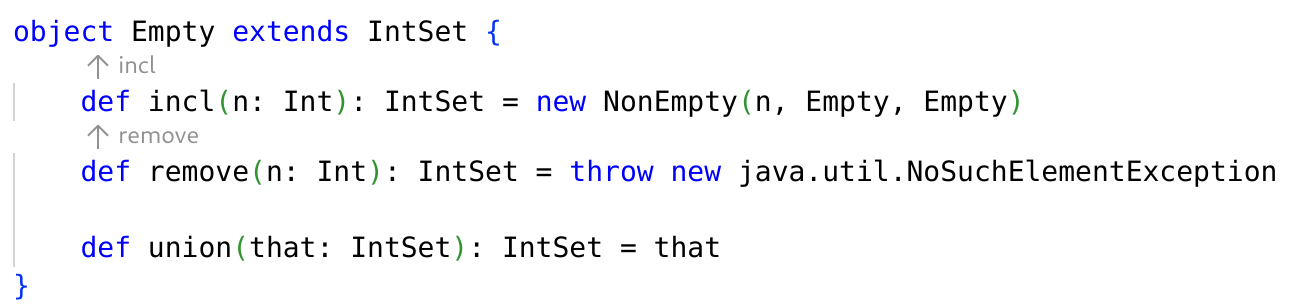 object Empty extends IntSet {
↑ incl
def incl(n: Int): IntSet = new NonEmpty(n, Empty, Empty)
↑ remove
def remove(n: Int): IntSet = throw new java.util.NoSuchElementException
def union(that: IntSet): IntSet = that
}